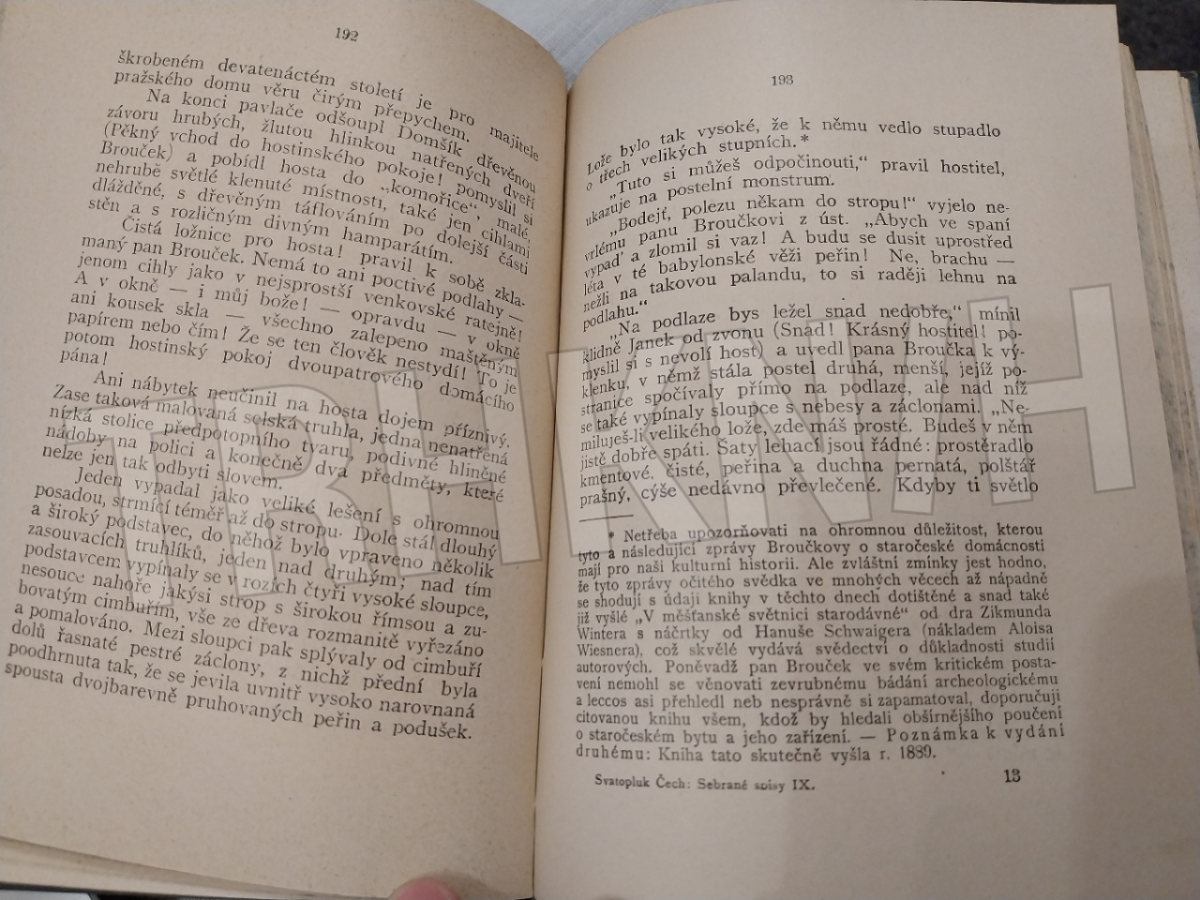 192
škrobeném devatenáctém století je pro majitele
pražského domu věru čirým přepychem.
Na konci pavlače odšoupl Domšík dřevěnou
závoru hrubých, žlutou hlinkou natřených dveří
(Pěkný vchod do hostinského pokoje! pomyslil si
Brouček) a pobídl hosta do „komořice", malé,
nehrubě světlé klenuté místnosti, také jen cihlami
dlážděné, s dřevěným táflováním po dolejší části
stěn a s rozličným divným hamparátím.
Čistá ložnice pro hosta! pravil k sobě zkla-
maný pan Brouček. Nemá to ani poctivé podlahy —
jenom cihly jako v nejsprostší venkovské ratejně!
A v okně — i můj bože! — opravdu — v okně
ani kousek skla — všechno zalepeno maštěným
papírem nebo čím! Že se ten člověk nestydí! To je
potom hostinský pokoj dvoupatrového domácího
pána!
Ani nábytek neučinil na hosta dojem příznivý.
Zase taková malovaná selská truhla, jedna nenatřená
nízká stolice předpotopního tvaru, podivné hliněné
nádoby na polici a konečně dva předměty, které
nelze jen tak odbyti slovem.
Jeden vypadal jako veliké lešení s ohromnou
posadou, strmící téměř až do stropu. Dole stál dlouhý
a široký podstavec, do něhož bylo vpraveno několik
zasouvacích truhlíků, jeden nad druhým; nad tím
podstavcem vypínaly se v rozích čtyři vysoké sloupce,
nesouce nahoře jakýsi strop s širokou římsou a zu-
bovatým cimbuřím, vše ze dřeva rozmanitě vyřezáno
a pomalováno. Mezi sloupci pak splývaly od cimbuří
dolů řasnaté pestré záclony, z nichž přední byla
poodhrnuta tak, že se jevila uvnitř vysoko narovnaná
spousta dvojbarevně pruhovaných peřin a podušek.
193
Lože bylo tak vysoké, že k němu vedlo stupadlo
o třech velikých stupních.*
„Tuto si můžeš odpočinouti," pravil hostitel,
ukazuje na postelní monstrum.
„Bodejť, polezu někam do stropu!" vyjelo ne-
vrlému panu Broučkovi z úst. „Abych ve spaní
vypad' a zlomil si vaz! A budu se dusit uprostřed
léta v té babylonské věži peřin! Ne, brachu —
nežli na takovou palandu, to si raději lehnu na
podlahu."
„Na podlaze bys ležel snad nedobře," mínil
klidně Janek od zvonu (Snad! Krásný hostitel! po-
myslil si s nevolí host) a uvedl pana Broučka k vý-
klenku, v němž stála postel druhá, menší, jejíž po-
stranice spočívaly přímo na podlaze, ale nad níž
se také vypínaly sloupce s nebesy a záclonami. „Ne-
miluješ-li velikého lože, zde máš prosté. Budeš v něm
jistě dobře spáti. Šaty lehací jsou řádné: prostěradlo
kmentové, čisté, peřina a duchna pernatá, polštář
prašný, cýše nedávno převlečené. Kdyby ti světlo
* Netřeba upozorňovati na ohromnou důležitost, kterou
tyto a následující zprávy Broučkovy o staročeské domácnosti
mají pro naši kulturní historii. Ale zvláštní zmínky jest hodno,
že tyto zprávy očitého svědka ve mnohých věcech až nápadně
se shodují s údaji knihy v těchto dnech dotištěné a snad také
již vyšlé „V měšťanské světnici starodávné" od dra Zikmunda
Wintera s náčrtky od Hanuše Schwaigera (nákladem Aloisa
Wiesnera), což skvělé vydává svědectví o důkladnosti studií
autorových. Poněvadž pan Brouček ve svém kritickém posta-
vení nemohl se věnovati zevrubnému bádání archeologickému
a leccos asi přehledl neb nesprávně si zapamatoval, doporučuji
citovanou knihu všem, kdož by hledali obšírnějšího poučení
o staročeském bytu a jeho zařízení. — Poznámka k vydání
druhému: Kniha tato skutečně vyšla r. 1889.
Svatopluk Čech: Sebrané spisy IX.
13